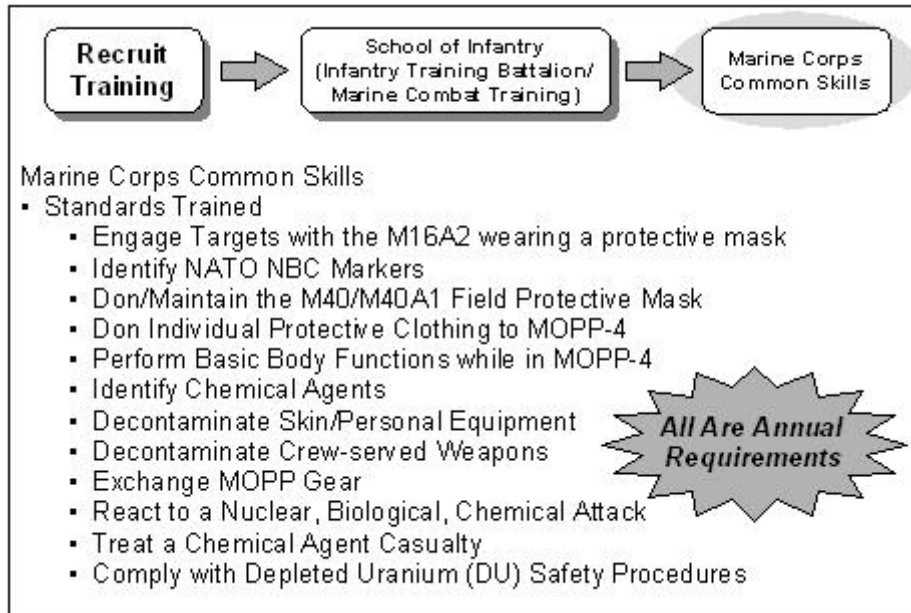 Recruit
Training
School of Infantry
(Infantry Training Battalion/
Marine Combat Training)
Marine Corps
Common Skills
Marine Corps Common Skills
▪ Standards Trained
▪ Engage Targets with the M16A2 wearing a protective mask
▪ Identify NATO NBC Markers
▪ Don/Maintain the M40/M40A1 Field Protective Mask
▪ Don Individual Protective Clothing to MOPP-4
▪ Perform Basic Body Functions while in MOPP-4
▪ Identify Chemical Agents
▪ Decontaminate Skin/Personal Equipment
▪ Decontaminate Crew-served Weapons
▪ Exchange MOPP Gear
▪ React to a Nuclear, Biological, Chemical Attack
▪ Treat a Chemical Agent Casualty
▪ Comply with Depleted Uranium (DU) Safety Procedures
All Are Annual
Requirements